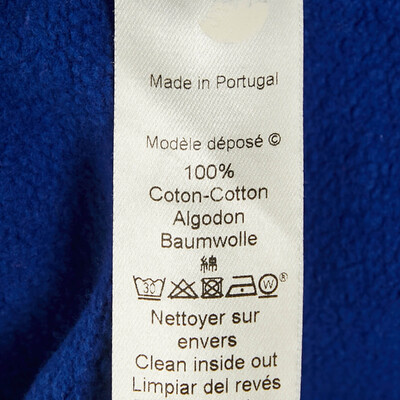 Made in Portugal
Modèle déposé ©
100%
Coton-Cotton
Algodon
Baumwolle
綿
30 W ®
Nettoyer sur
envers
Clean inside out
Limpiar del revés